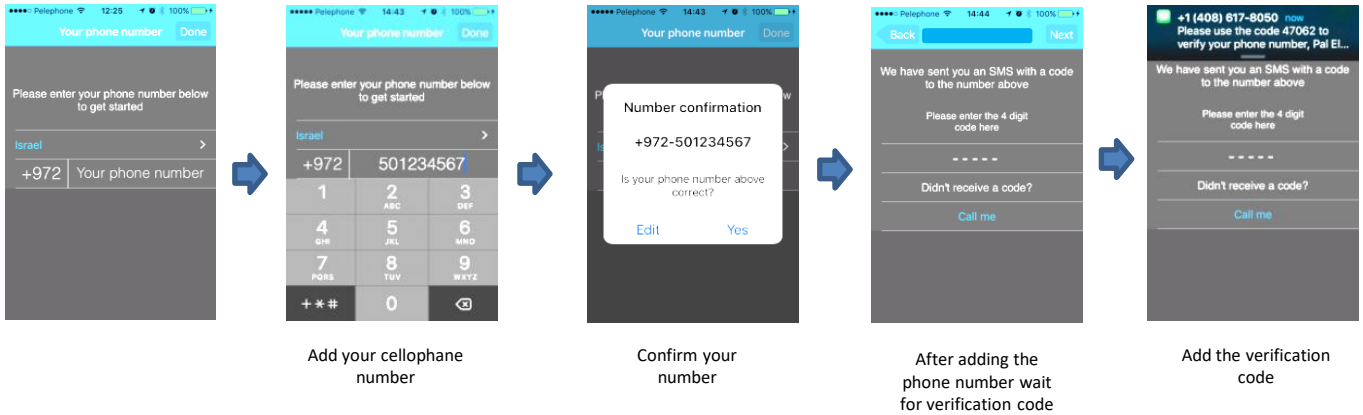 Pelephone 12:25 100%
Your phone number Done
Please enter your phone number below
to get started
Israel >
+972 Your phone number
Pelephone 14:43 100%
Your phone number Done
Please enter your phone number below
to get started
Israel >
+972 501234567
1 2 3
ABC DEF
4 5 6
GHI JKL MNO
7 8 9
PQRS TUV WXYZ
+*# 0
Add your cellophane
number
Pelephone 14:43 100%
Your phone number Done
Number confirmation
+972-501234567
Is your phone number above
correct?
Edit Yes
Confirm your
number
Pelephone 14:44 100%
Back Next
We have sent you an SMS with a code
to the number above
Please enter the 4 digit
code here
- - - - -
Didn't receive a code?
Call me
After adding the
phone number wait
for verification code
+1 (408) 617-8050 now
Please use the code 47062 to
verify your phone number, Pal El...
We have sent you an SMS with a code
to the number above
Please enter the 4 digit
code here
- - - - -
Didn't receive a code?
Call me
Add the verification
code